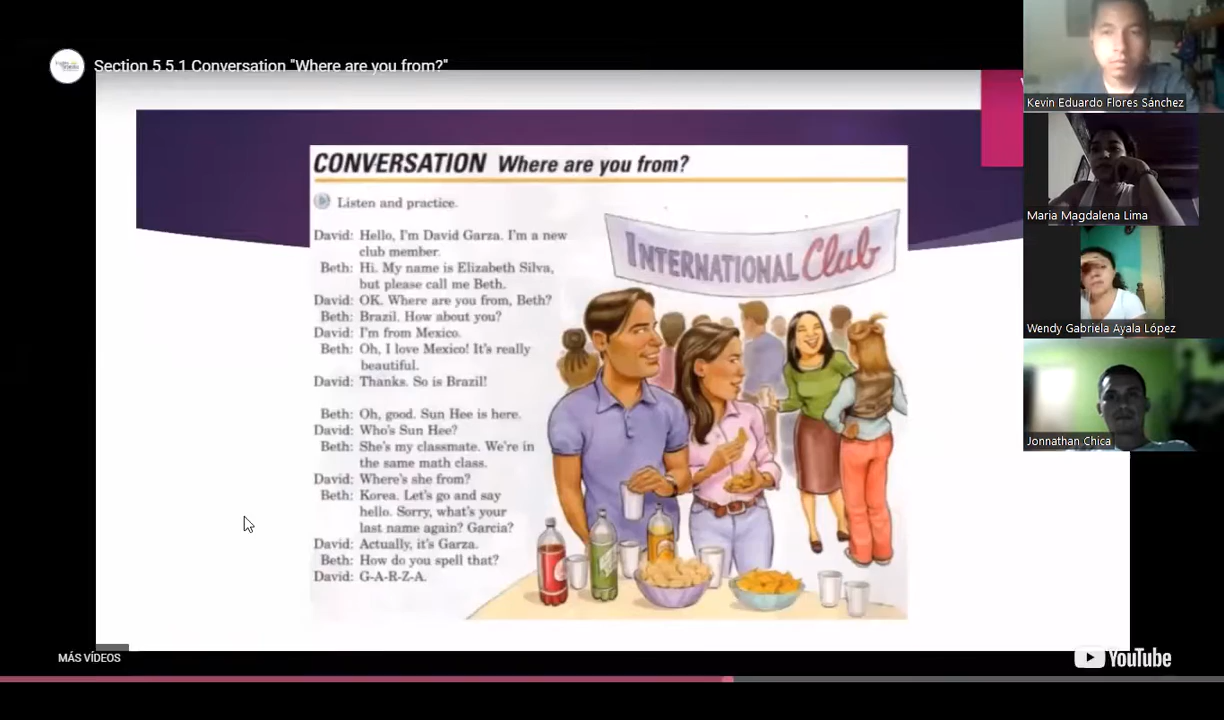 Section 5 5.1 Conversation "Where are you from?"
CONVERSATION Where are you from?
Listen and practice.
David: Hello, I'm David Garza. I'm a new
club member.
Beth: Hi. My name is Elizabeth Silva,
but please call me Beth.
David: OK. Where are you from, Beth?
Beth: Brazil. How about you?
David: I'm from Mexico.
Beth: Oh, I love Mexico! It's really
beautiful.
David: Thanks. So is Brazil!
Beth: Oh, good. Sun Hee is here.
David: Who's Sun Hee?
Beth: She's my classmate. We're in
the same math class.
David: Where's she from?
Beth: Korea. Let's go and say
hello. Sorry, what's your
last name again? Garcia?
David: Actually, it's Garza.
Beth: How do you spell that?
David: G-A-R-Z-A.
INTERNATIONAL Club
Kevin Eduardo Flores Sánchez
Maria Magdalena Lima
Wendy Gabriela Ayala López
Jonnathan Chica
MÁS VÍDEOS
YouTube